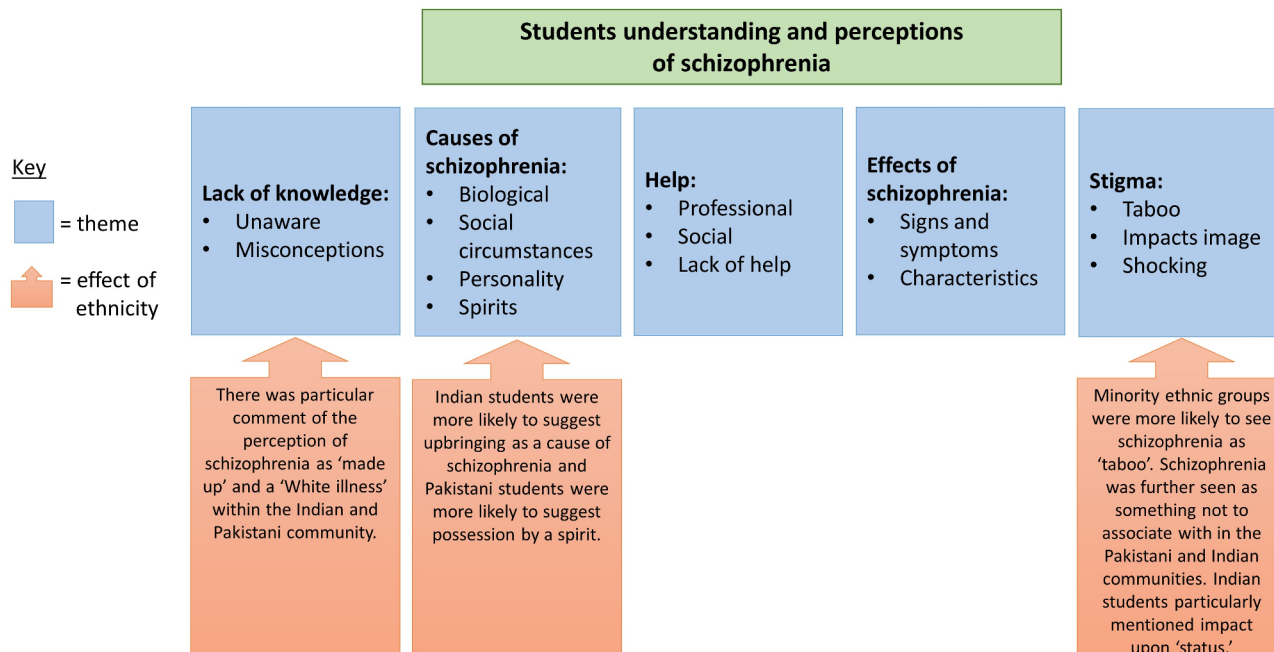 Students understanding and perceptions
of schizophrenia
Key
= theme
= effect of
ethnicity
Lack of knowledge:
• Unaware
• Misconceptions
Causes of
schizophrenia:
• Biological
• Social
circumstances
• Personality
• Spirits
Help:
• Professional
• Social
• Lack of help
Effects of
schizophrenia:
• Signs and
symptoms
• Characteristics
Stigma:
• Taboo
• Impacts image
• Shocking
There was particular
comment of the
perception of
schizophrenia as ‘made
up’ and a ‘White illness’
within the Indian and
Pakistani community.
Indian students were
more likely to suggest
upbringing as a cause of
schizophrenia and
Pakistani students were
more likely to suggest
possession by a spirit.
Minority ethnic groups
were more likely to see
schizophrenia as
‘taboo’. Schizophrenia
was further seen as
something not to
associate with in the
Pakistani and Indian
communities. Indian
students particularly
mentioned impact
upon ‘status.’